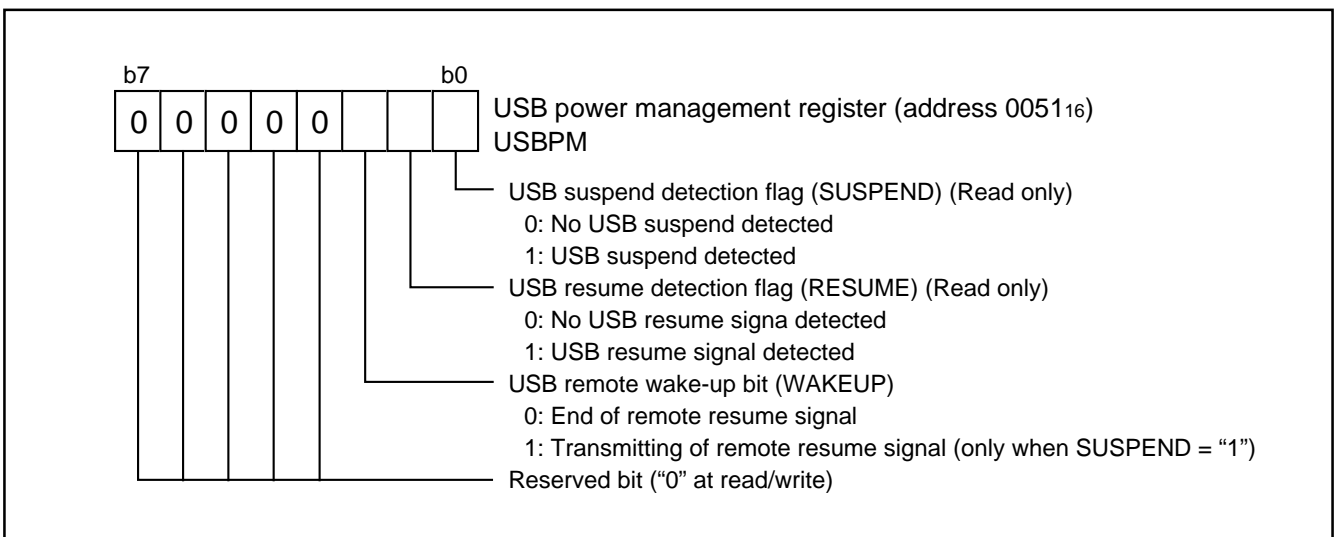 b7 b0
0 0 0 0 0
USB power management register (address 005116)
USBPM
USB suspend detection flag (SUSPEND) (Read only)
0: No USB suspend detected
1: USB suspend detected
USB resume detection flag (RESUME) (Read only)
0: No USB resume signa detected
1: USB resume signal detected
USB remote wake-up bit (WAKEUP)
0: End of remote resume signal
1: Transmitting of remote resume signal (only when SUSPEND = “1”)
Reserved bit (“0” at read/write)